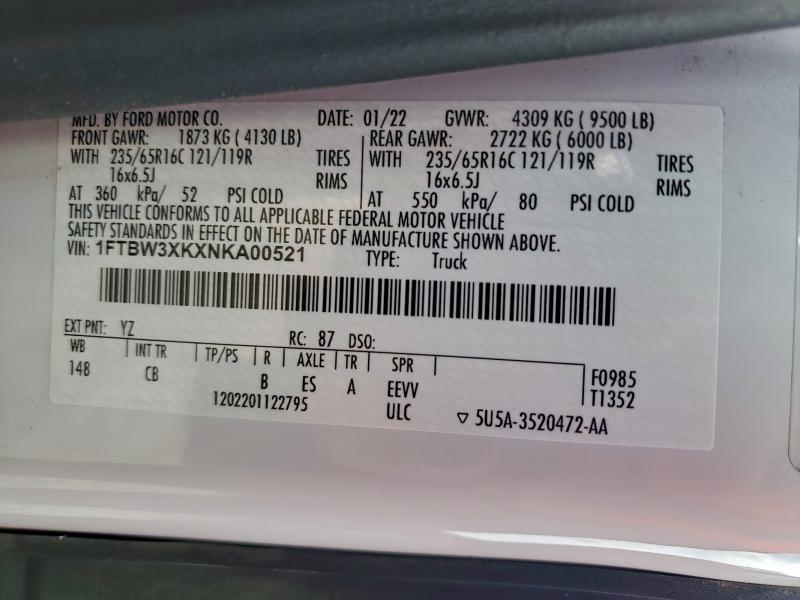 MFD. BY FORD MOTOR CO. DATE: 01/22 GVWR: 4309 KG ( 9500 LB)
FRONT GAWR: 1873 KG ( 4130 LB) REAR GAWR: 2722 KG ( 6000 LB)
WITH 235/65R16C 121/119R TIRES WITH 235/65R16C 121/119R TIRES
16x6.5J RIMS 16x6.5J RIMS
AT 360 kPa/ 52 PSI COLD AT 550 kPa/ 80 PSI COLD
THIS VEHICLE CONFORMS TO ALL APPLICABLE FEDERAL MOTOR VEHICLE
SAFETY STANDARDS IN EFFECT ON THE DATE OF MANUFACTURE SHOWN ABOVE.
VIN: 1FTBW3XKXNKA00521 TYPE: Truck
EXT PNT: YZ RC: 87 DSO:
WB INT TR TP/PS R AXLE TR SPR
148 CB B ES A EEVV F0985
1202201122795 ULC T1352
▽ 5U5A-3520472-AA